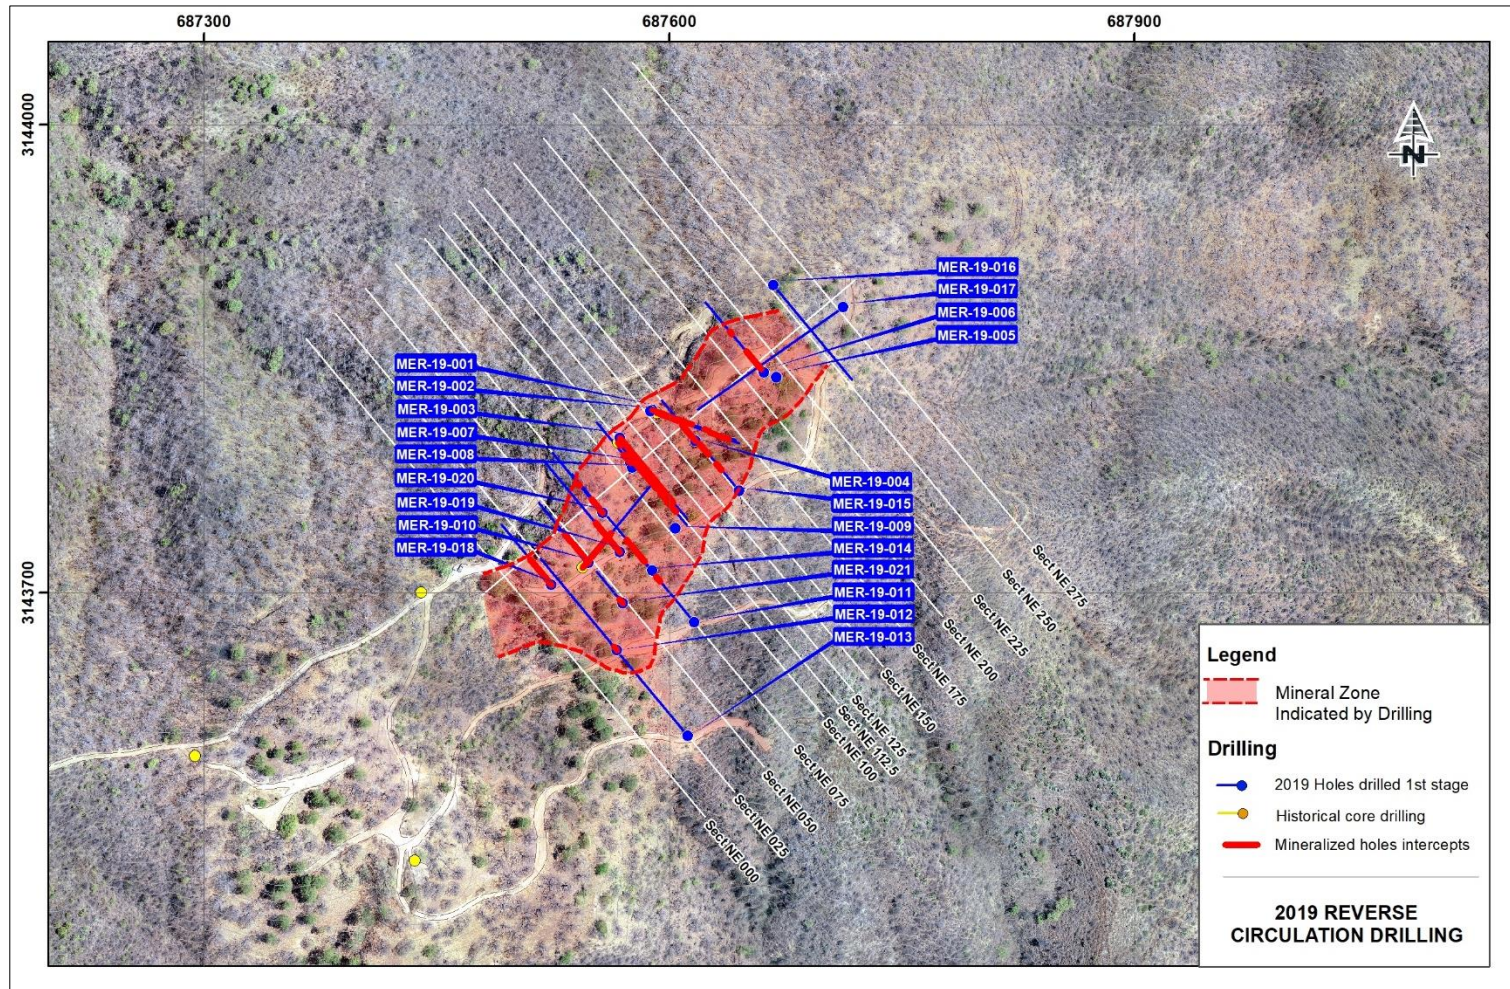 687300
687600
687900
3144000
3143700
N
MER-19-016
MER-19-017
MER-19-006
MER-19-005
MER-19-001
MER-19-002
MER-19-003
MER-19-007
MER-19-008
MER-19-020
MER-19-019
MER-19-010
MER-19-018
MER-19-004
MER-19-015
MER-19-009
MER-19-014
MER-19-021
MER-19-011
MER-19-012
MER-19-013
Sect NE 275
Sect NE 250
Sect NE 225
Sect NE 200
Sect NE 175
Sect NE 150
Sect NE 125
Sect NE 112.5
Sect NE 100
Sect NE 075
Sect NE 050
Sect NE 025
Sect NE 000
Legend
Mineral Zone
Indicated by Drilling
Drilling
2019 Holes drilled 1st stage
Historical core drilling
Mineralized holes intercepts
2019 REVERSE
CIRCULATION DRILLING